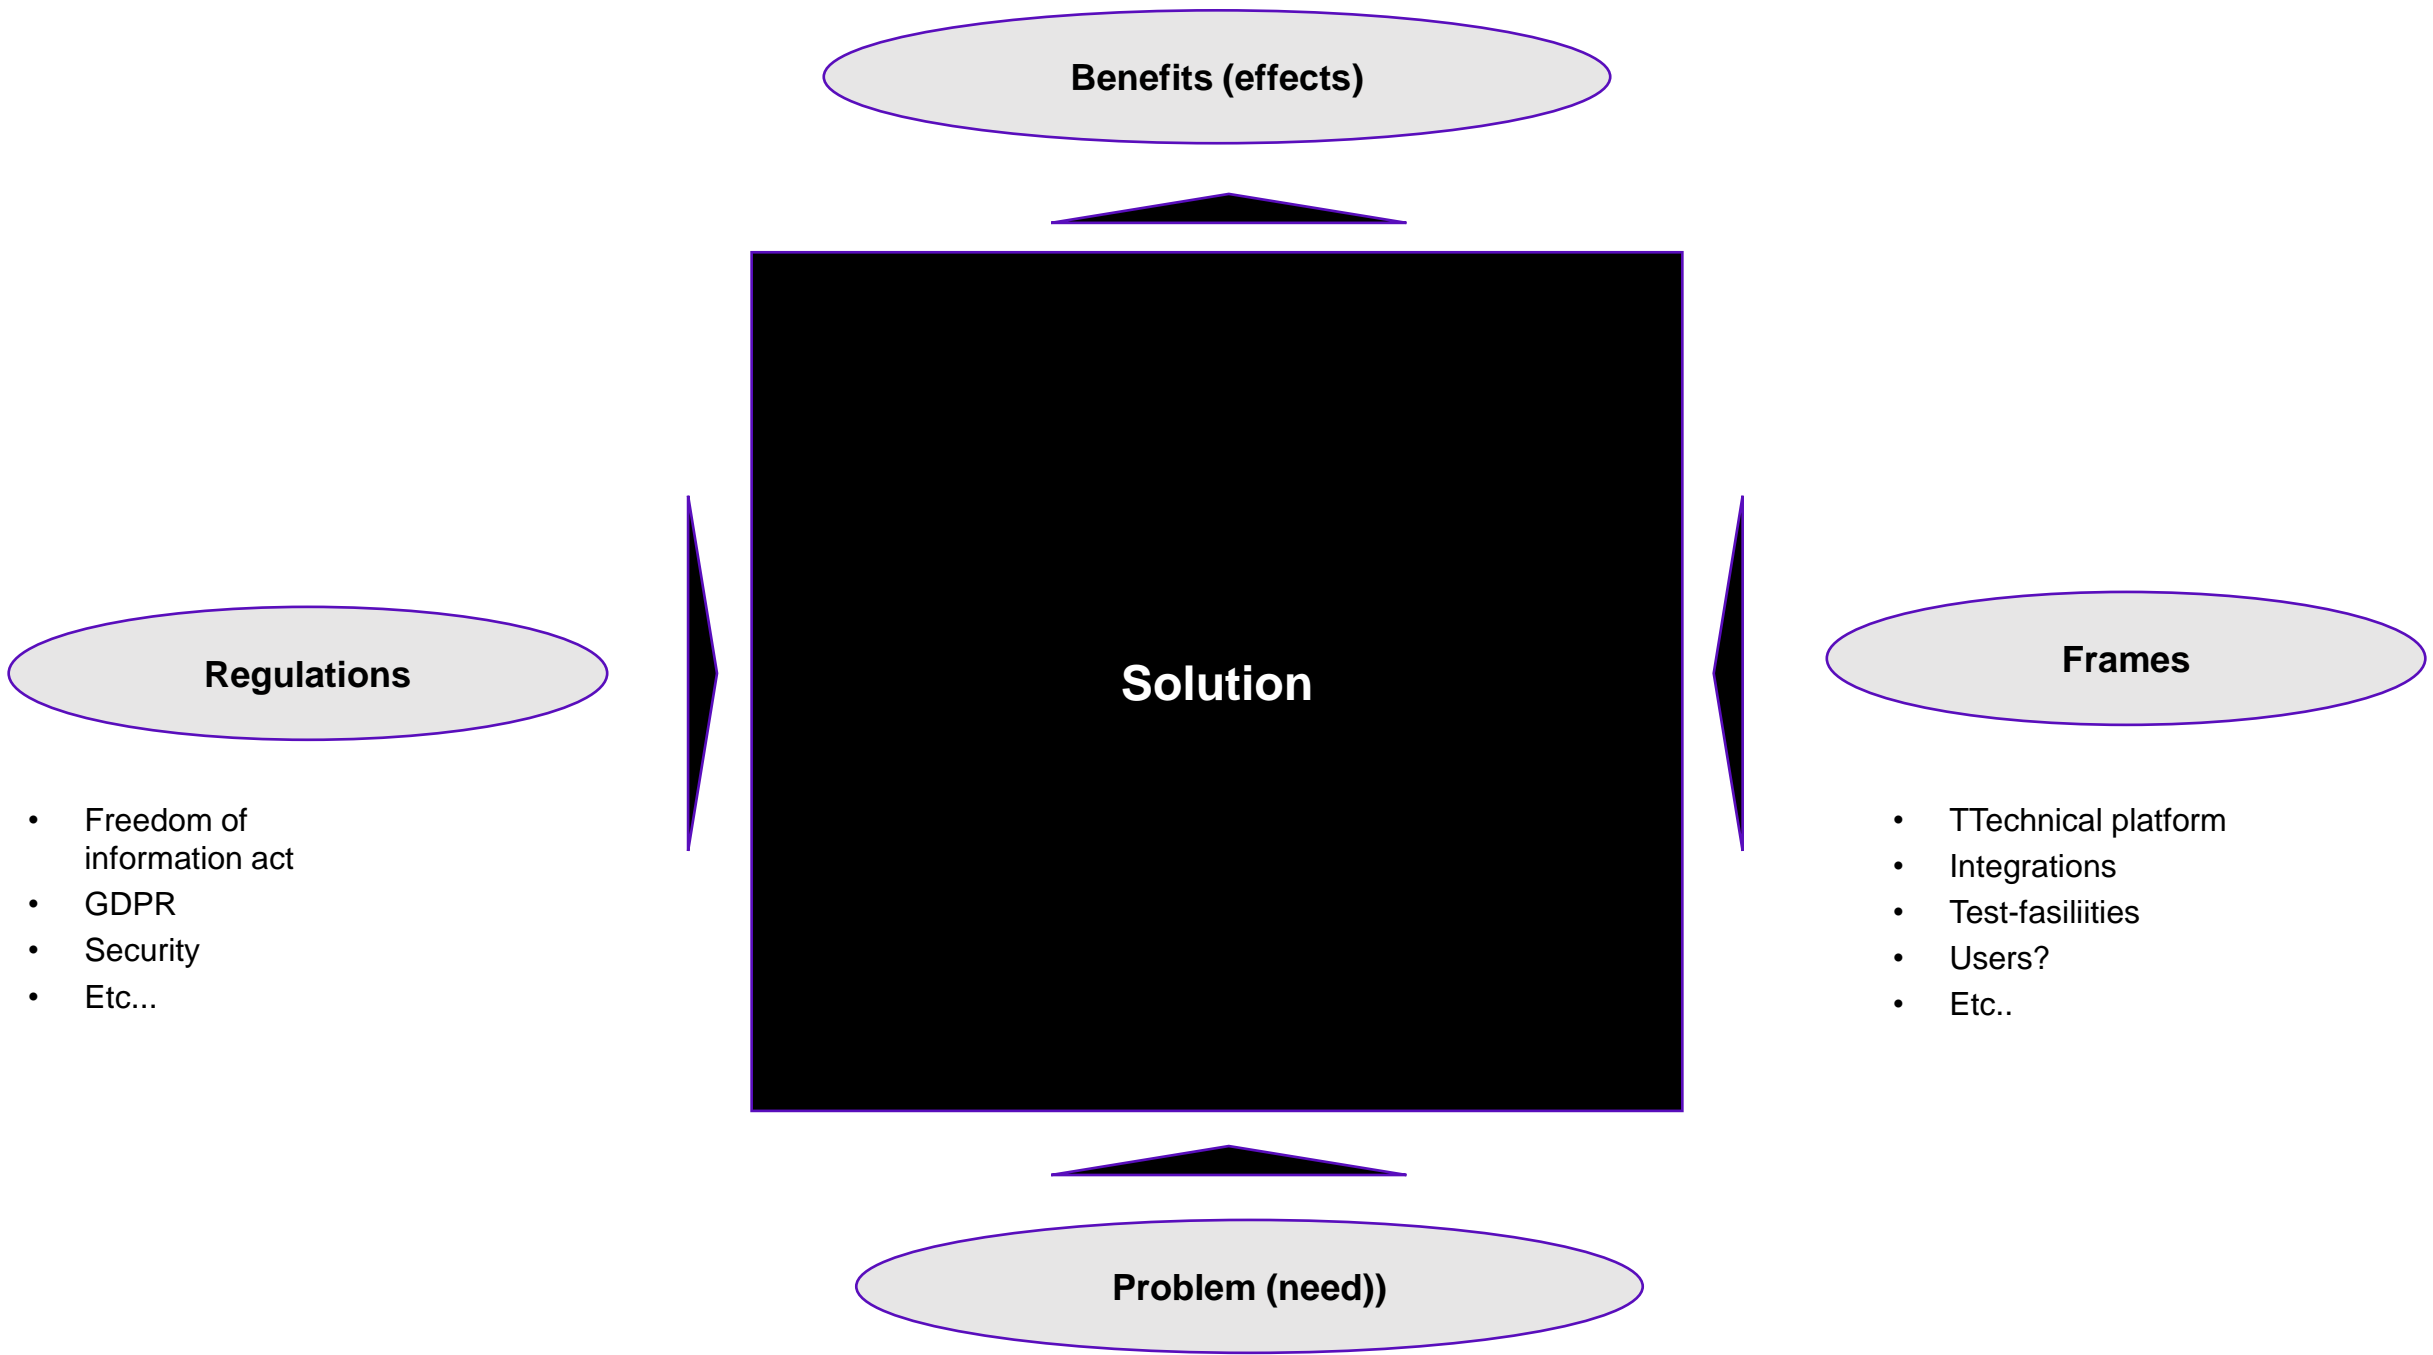 Benefits (effects)
Solution
Regulations
• Freedom of
information act
• GDPR
• Security
• Etc...
Frames
• TTechnical platform
• Integrations
• Test-fasiliities
• Users?
• Etc..
Problem (need))